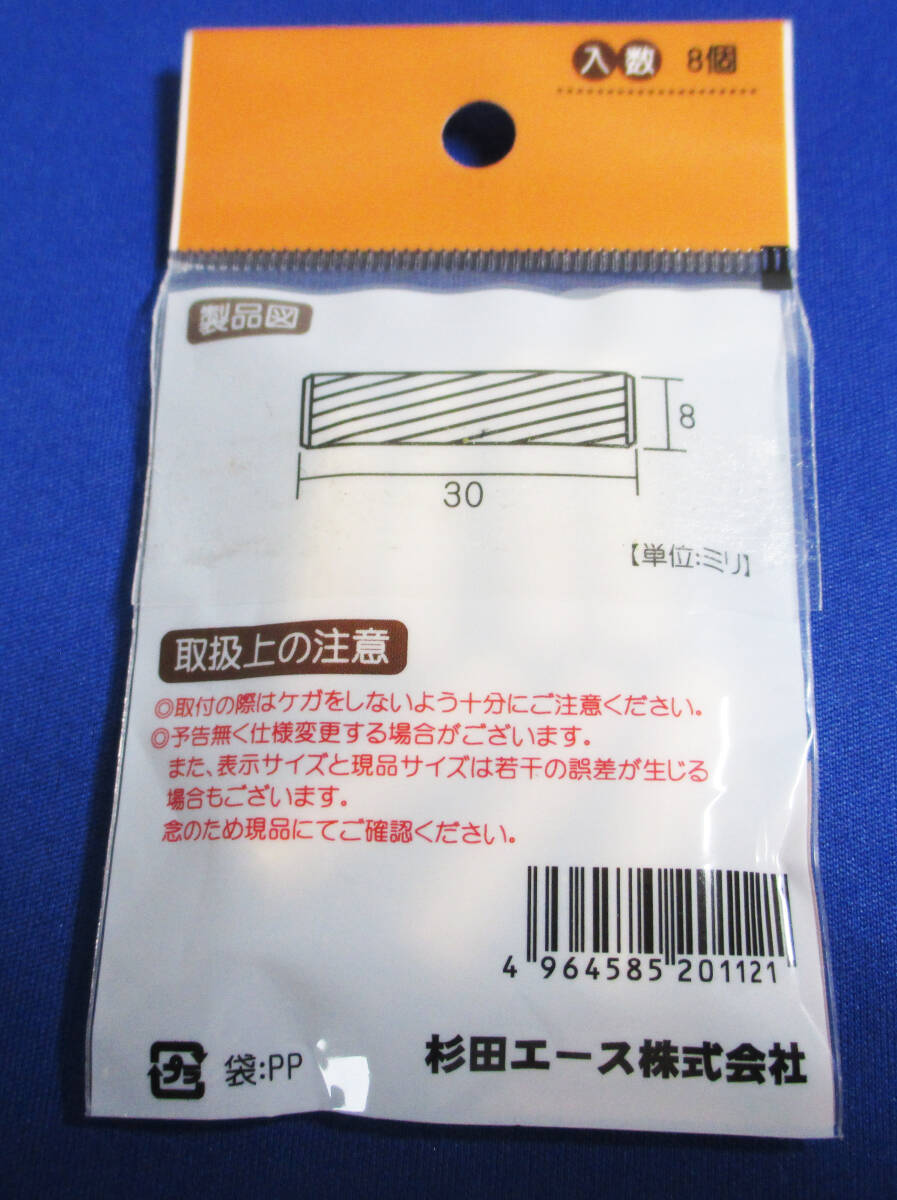 入数 8個
製品図
8
30
【単位:ミリ】
取扱上の注意
◎取付の際はケガをしないよう十分にご注意ください。
◎予告無く仕様変更する場合がございます。
また、表示サイズと現品サイズは若干の誤差が生じる
場合もございます。
念のため現品にてご確認ください。
4 964585 201121
プラ 袋:PP
杉田エース株式会社